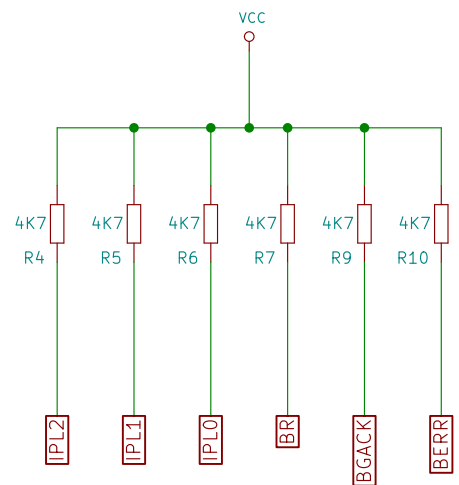 VCC
4K7 4K7 4K7 4K7 4K7 4K7
R4 R5 R6 R7 R9 R10
IPL2 IPL1 IPL0 BR BGACK BERR